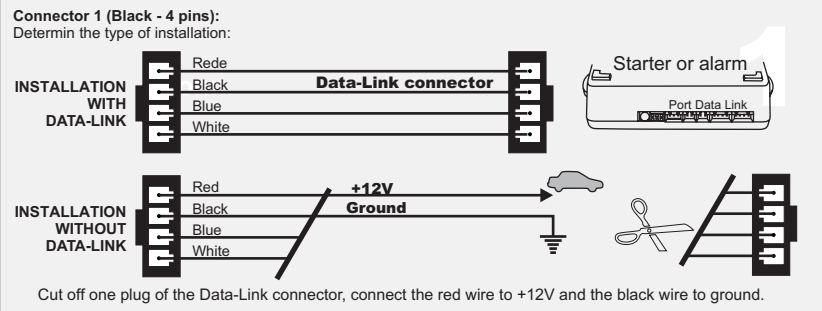 Connector 1 (Black - 4 pins):
Determin the type of installation:
1
INSTALLATION
WITH
DATA-LINK
Rede
Black
Blue
White
Data-Link connector
Starter or alarm
Port Data Link
INSTALLATION
WITHOUT
DATA-LINK
Red
Black
Blue
White
+12V
Ground
Cut off one plug of the Data-Link connector, connect the red wire to +12V and the black wire to ground.